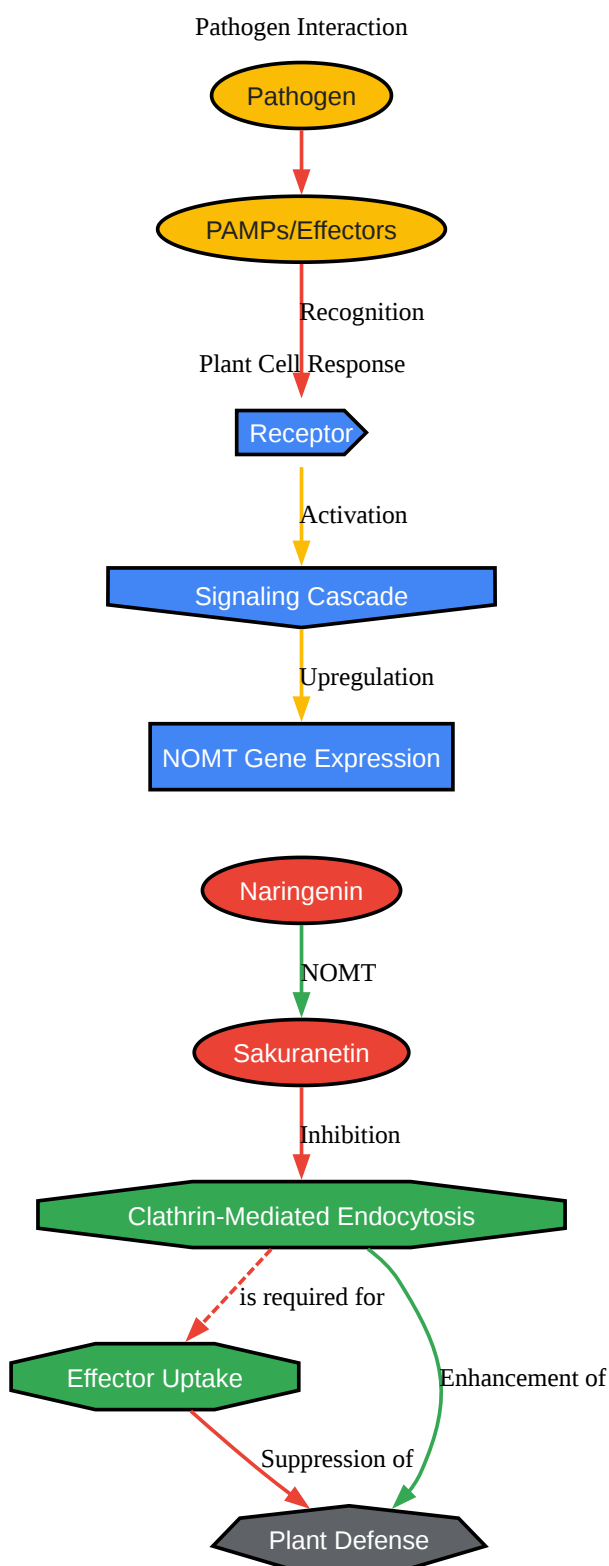 Pathogen Interaction
Pathogen
PAMPs/Effectors
Recognition
Plant Cell Response
Receptor
Activation
Signaling Cascade
Upregulation
NOMT Gene Expression
Naringenin
NOMT
Sakuranetin
Inhibition
Clathrin-Mediated Endocytosis
is required for
Effector Uptake
Enhancement of
Suppression of
Plant Defense